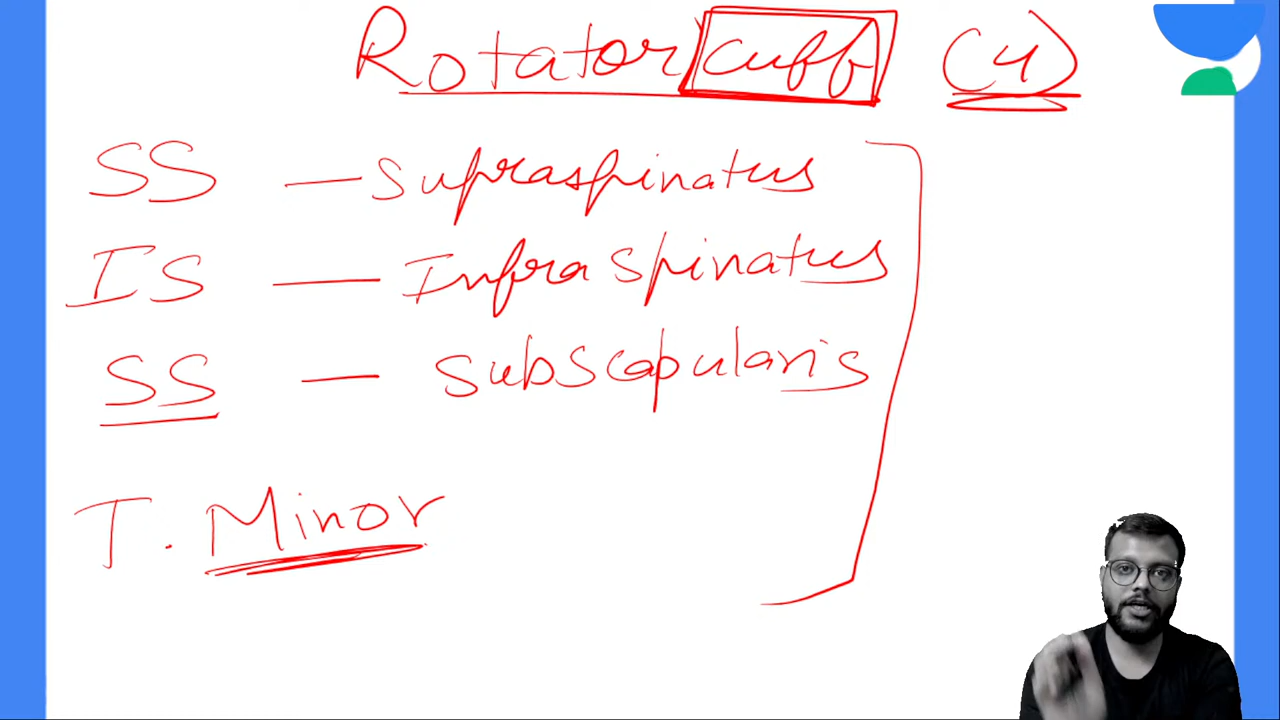 Rotator cuff (4)
SS — Supraspinatus
IS — Infraspinatus
SS — Subscapularis
T. Minor